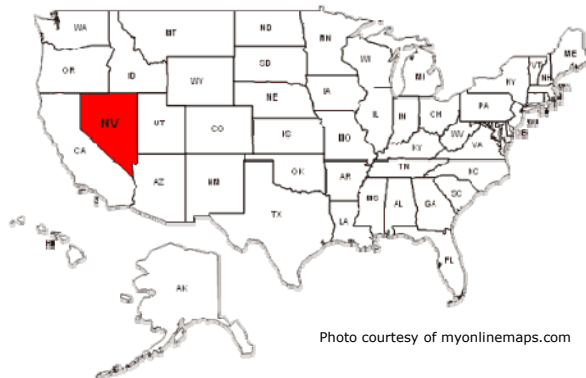 WA
MT
ND
MN
ME
OR
ID
SD
WI
MI
VT
NH
NY
WY
NV
UT
CO
NE
IA
IL
IN
OH
PA
CA
KS
MO
KY
WV
VA
AZ
NM
OK
AR
TN
NC
SC
TX
LA
MS
AL
GA
FL
AK
Photo courtesy of myonlinemaps.com